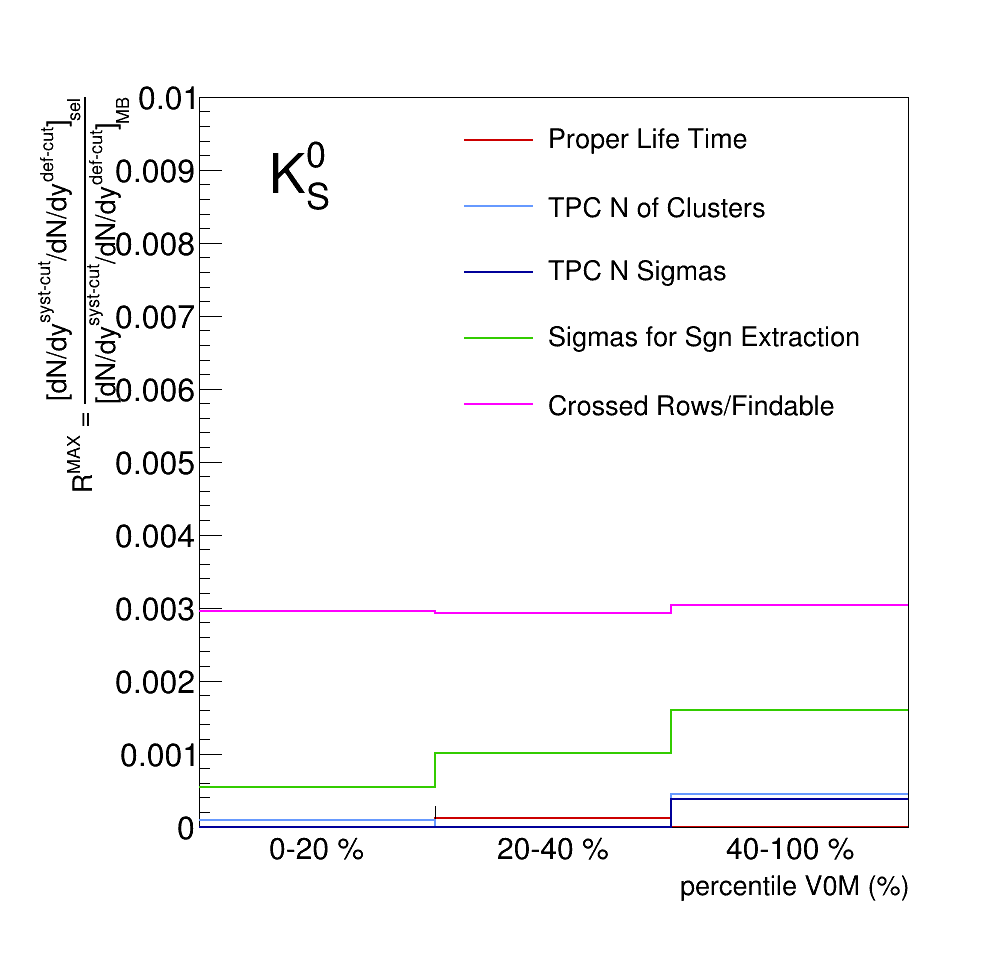 R^MAX = [dN/dy^syst-cut/dN/dy^def-cut]_sel
[dN/dy^syst-cut/dN/dy^def-cut]_MB
0.01
0.009
0.008
0.007
0.006
0.005
0.004
0.003
0.002
0.001
0
K^0_S
Proper Life Time
TPC N of Clusters
TPC N Sigmas
Sigmas for Sgn Extraction
Crossed Rows/Findable
0-20 % 20-40 % 40-100 %
percentile V0M (%)